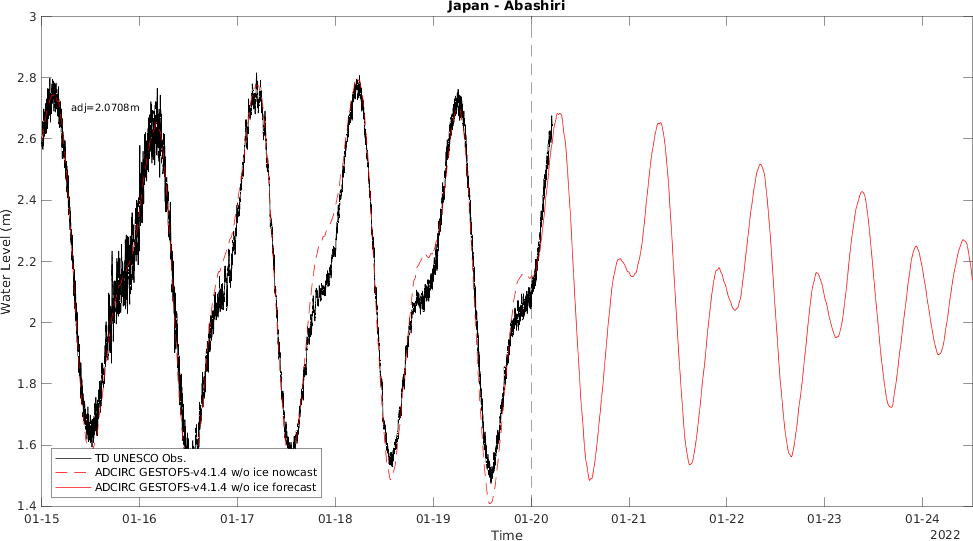 Japan - Abashiri
3
2.8
adj=2.0708m
2.6
2.4
2.2
2
1.8
1.6
1.4
Water Level (m)
TD UNESCO Obs.
ADCIRC GESTOFS-v4.1.4 w/o ice nowcast
ADCIRC GESTOFS-v4.1.4 w/o ice forecast
01-15 01-16 01-17 01-18 01-19 01-20 01-21 01-22 01-23 01-24
Time
2022